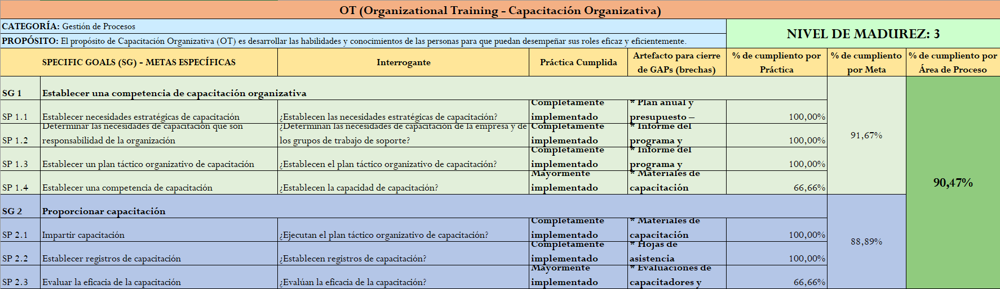 OT (Organizational Training - Capacitación Organizativa)
CATEGORÍA: Gestión de Procesos
PROPÓSITO: El propósito de Capacitación Organizativa (OT) es desarrollar las habilidades y conocimientos de las personas para que puedan desempeñar sus roles eficaz y eficientemente.
NIVEL DE MADUREZ: 3
SPECIFIC GOALS (SG) - METAS ESPECÍFICAS
Interrogante
Práctica Cumplida
Artefacto para cierre
de GAPs (brechas)
% de cumpliento por
Práctica
% de cumpliento
por Meta
% de cumpliento por
Área de Proceso
SG 1
Establecer una competencia de capacitación organizativa
SP 1.1
Establecer necesidades estratégicas de capacitación
¿Establecen las necesidades estratégicas de capacitación?
Completamente
implementado
* Plan anual y
presupuesto –
100,00%
SP 1.2
Determinar las necesidades de capacitación que son
responsabilidad de la organización
¿Determinan las necesidades de capacitación de la empresa y de
los grupos de trabajo de soporte?
Completamente
implementado
* Informe del
programa y
100,00%
91,67%
SP 1.3
Establecer un plan táctico organizativo de capacitación
¿Establecen el plan táctico organizativo de capacitación?
Completamente
implementado
* Informe del
programa y
100,00%
SP 1.4
Establecer una competencia de capacitación
¿Establecen la capacidad de capacitación?
Mayormente
implementado
* Materiales de
capacitación
66,66%
90,47%
SG 2
Proporcionar capacitación
SP 2.1
Impartir capacitación
¿Ejecutan el plan táctico organizativo de capacitación?
Completamente
implementado
* Materiales de
capacitación
100,00%
88,89%
SP 2.2
Establecer registros de capacitación
¿Establecen registros de capacitación?
Completamente
implementado
* Hojas de
asistencia
100,00%
SP 2.3
Evaluar la eficacia de la capacitación
¿Evalúan la eficacia de la capacitación?
Mayormente
implementado
* Evaluaciones de
capacitadores y
66,66%